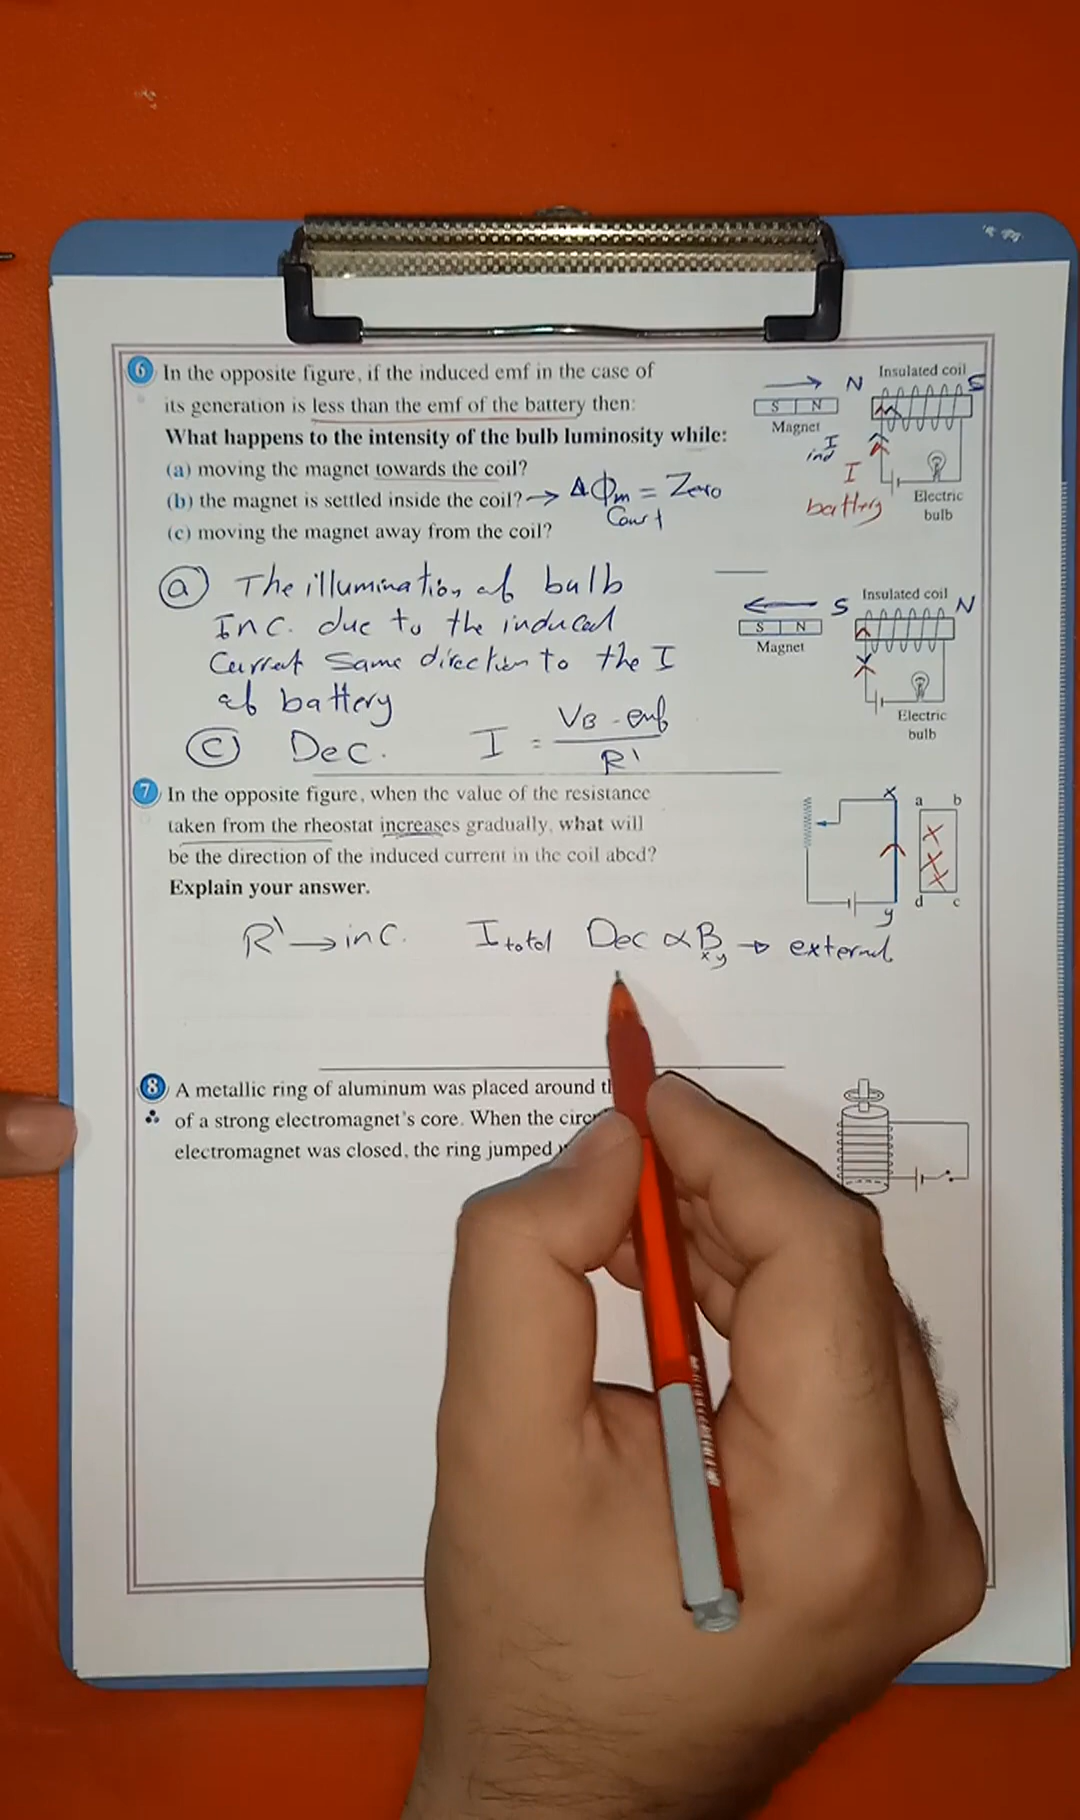 6 In the opposite figure, if the induced emf in the case of
its generation is less than the emf of the battery then:
What happens to the intensity of the bulb luminosity while:
(a) moving the magnet towards the coil?
(b) the magnet is settled inside the coil? → Δϕm = Zero
Const
(c) moving the magnet away from the coil?
N Insulated coil S
S N
Magnet
I ind
I
battery
Electric
bulb
a The illumination of bulb
Inc. due to the induced
Current Same direction to the I
of battery
c Dec. I = VB - emf / R'
S Insulated coil N
S N
Magnet
Electric
bulb
7 In the opposite figure, when the value of the resistance
taken from the rheostat increases gradually, what will
be the direction of the induced current in the coil abcd?
Explain your answer.
x a b
y d c
R' → inc. Itotal Dec ∝ Bxy → external
8 A metallic ring of aluminum was placed around
of a strong electromagnet's core. When the
electromagnet was closed, the ring jumped